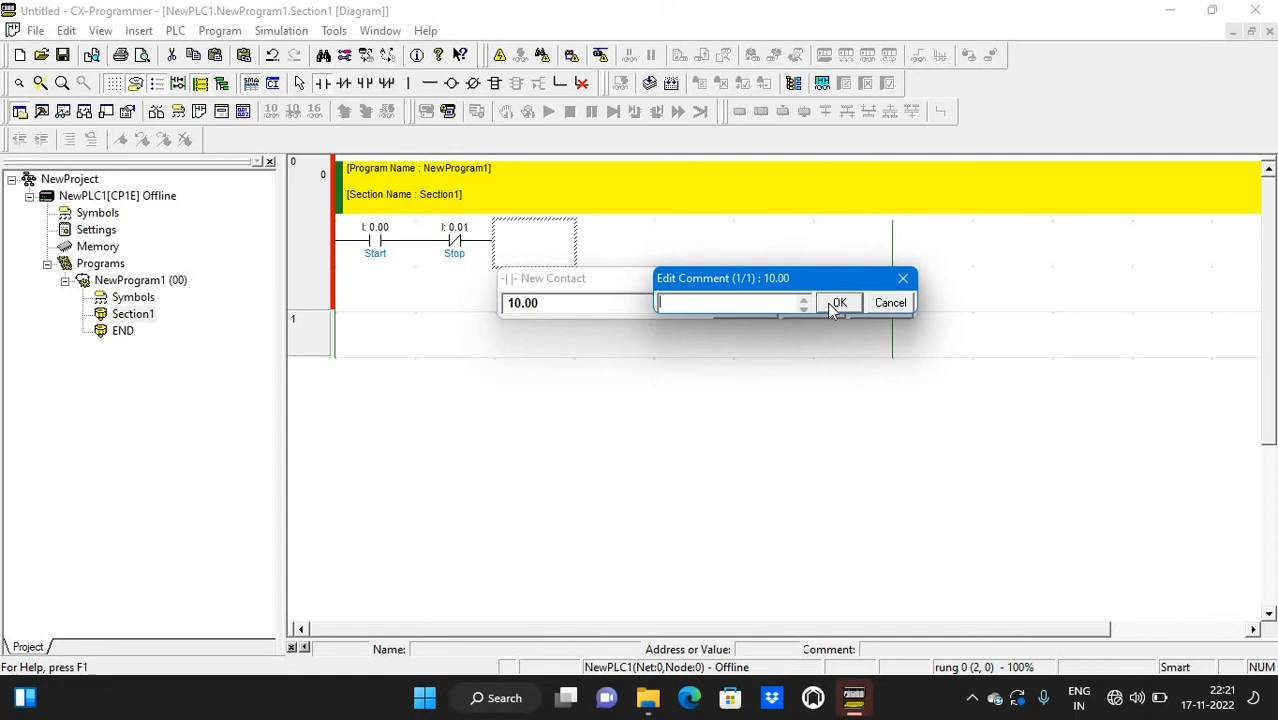 Untitled - CX-Programmer - [NewPLC1.NewProgram1.Section1 [Diagram]]
File Edit View Insert PLC Program Simulation Tools Window Help
10 10 16
NewProject
NewPLC1[CP1E] Offline
Symbols
Settings
Memory
Programs
NewProgram1 (00)
Symbols
Section1
END
Project
0
0
[Program Name : NewProgram1]
[Section Name : Section1]
I: 0.00 I: 0.01
Start Stop
-||- New Contact
10.00
Edit Comment (1/1) : 10.00
OK Cancel
1
Name: Address or Value: Comment:
For Help, press F1 NewPLC1(Net:0,Node:0) - Offline rung 0 (2, 0) - 100% Smart NUM
Search
ENG
IN
22:21
17-11-2022